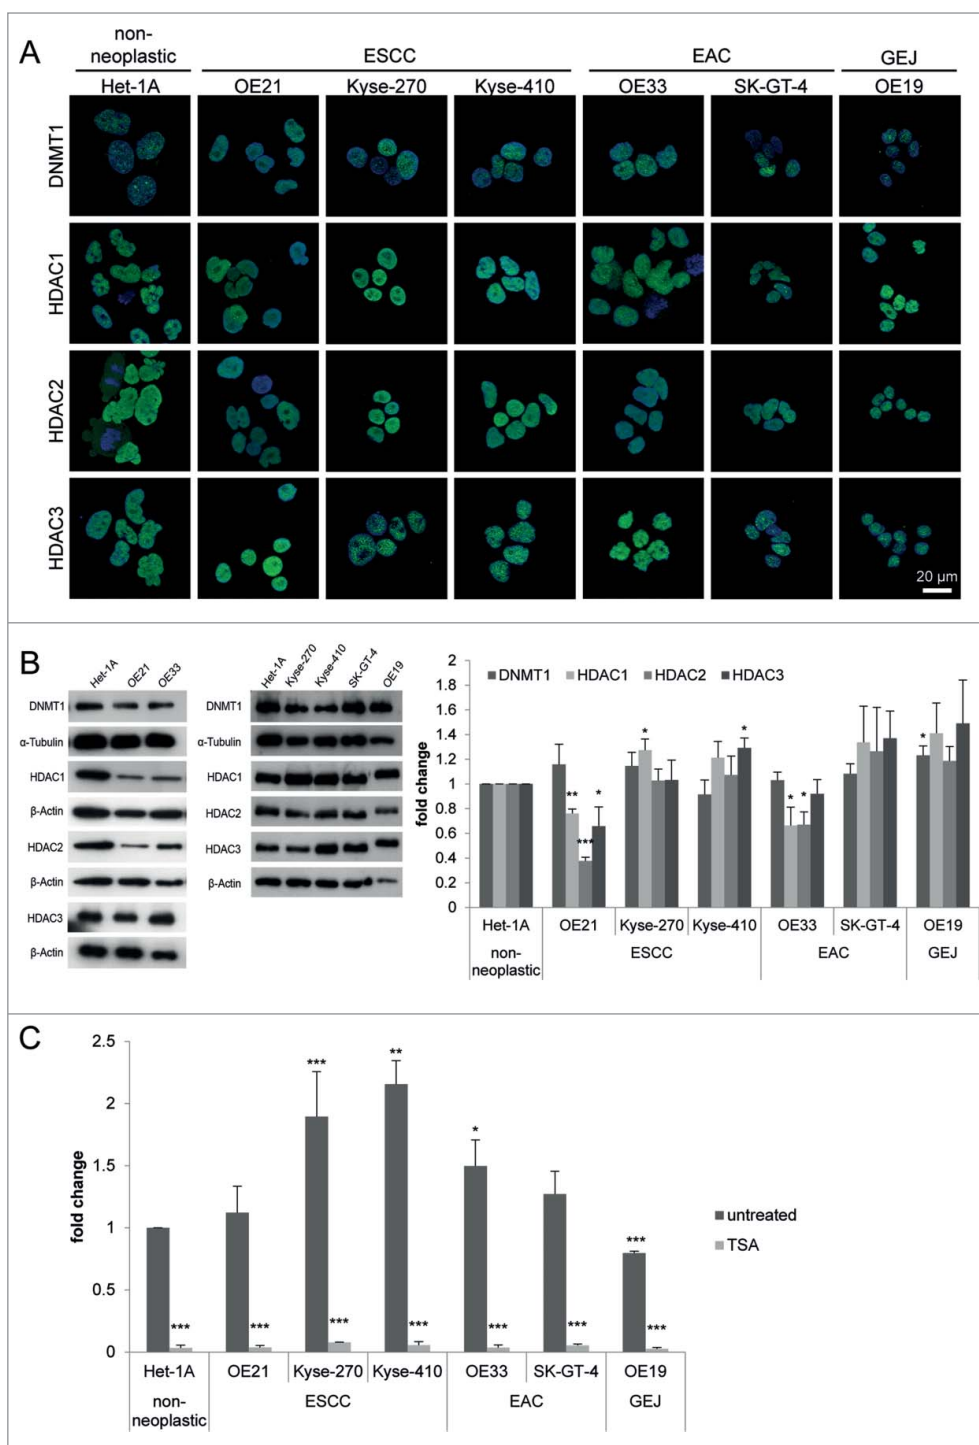 A
non-
neoplastic
ESCC
EAC
GEJ
Het-1A
OE21
Kyse-270
Kyse-410
OE33
SK-GT-4
OE19
DNMT1
HDAC1
HDAC2
HDAC3
20 µm
B
Het-1A
OE21
OE33
DNMT1
α-Tubulin
HDAC1
β-Actin
HDAC2
β-Actin
HDAC3
β-Actin
Het-1A
Kyse-270
Kyse-410
SK-GT-4
OE19
DNMT1
α-Tubulin
HDAC1
HDAC2
HDAC3
β-Actin
fold change
2
1.8
1.6
1.4
1.2
1
0.8
0.6
0.4
0.2
0
DNMT1
HDAC1
HDAC2
HDAC3
**
***
*
*
*
*
*
*
Het-1A
OE21
Kyse-270
Kyse-410
OE33
SK-GT-4
OE19
non-
neoplastic
ESCC
EAC
GEJ
C
fold change
2.5
2
1.5
1
0.5
0
***
***
***
***
**
***
*
***
***
***
***
untreated
TSA
Het-1A
OE21
Kyse-270
Kyse-410
OE33
SK-GT-4
OE19
non-
neoplastic
ESCC
EAC
GEJ